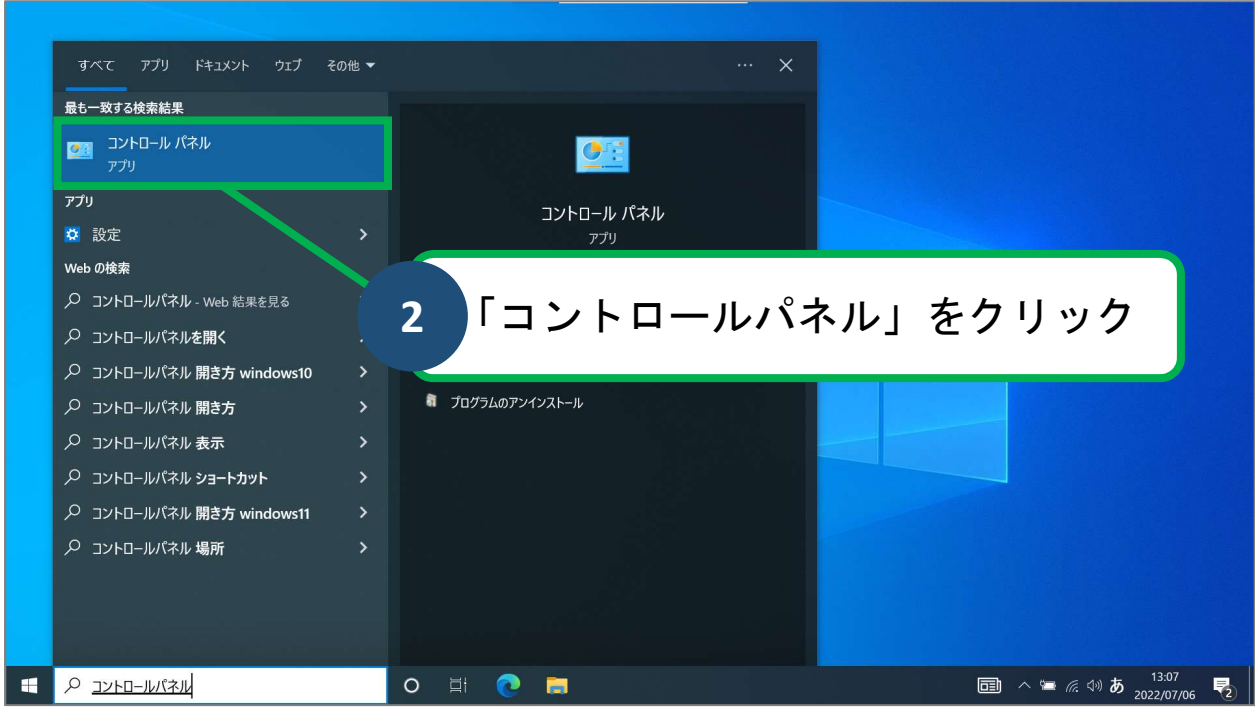 すべて アプリ ドキュメント ウェブ その他
最も一致する検索結果
コントロール パネル
アプリ
アプリ
設定
Web の検索
コントロールパネル - Web 結果を見る
コントロールパネルを開く
コントロールパネル 開き方 windows10
コントロールパネル 開き方
コントロールパネル 表示
コントロールパネル ショートカット
コントロールパネル 開き方 windows11
コントロールパネル 場所
コントロール パネル
アプリ
2 「コントロールパネル」をクリック
プログラムのアンインストール
コントロールパネル
あ
13:07
2022/07/06
2